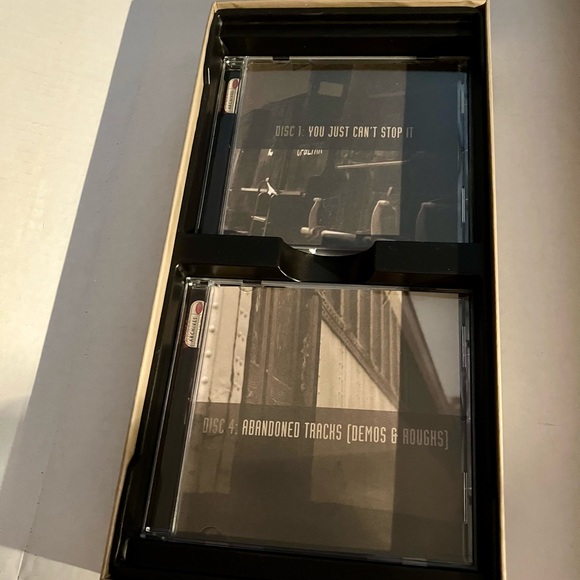 DISC 1: YOU JUST CAN'T STOP IT
DISC 4: ABANDONED TRACKS (DEMOS & ROUGHS)